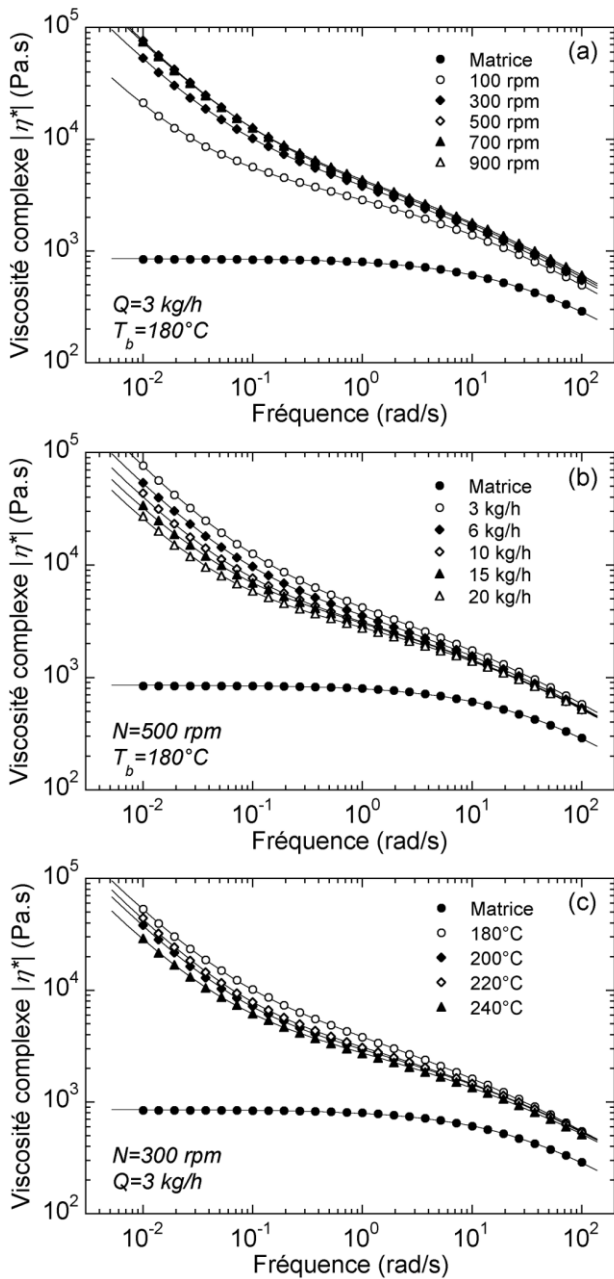 (a)
Viscosité complexe |η*| (Pa.s)
10^5
10^4
10^3
10^2
Matrice
100 rpm
300 rpm
500 rpm
700 rpm
900 rpm
Q=3 kg/h
T_b=180°C
10^-2 10^-1 10^0 10^1 10^2
Fréquence (rad/s)
(b)
Viscosité complexe |η*| (Pa.s)
10^5
10^4
10^3
10^2
Matrice
3 kg/h
6 kg/h
10 kg/h
15 kg/h
20 kg/h
N=500 rpm
T_b=180°C
10^-2 10^-1 10^0 10^1 10^2
Fréquence (rad/s)
(c)
Viscosité complexe |η*| (Pa.s)
10^5
10^4
10^3
10^2
Matrice
180°C
200°C
220°C
240°C
N=300 rpm
Q=3 kg/h
10^-2 10^-1 10^0 10^1 10^2
Fréquence (rad/s)